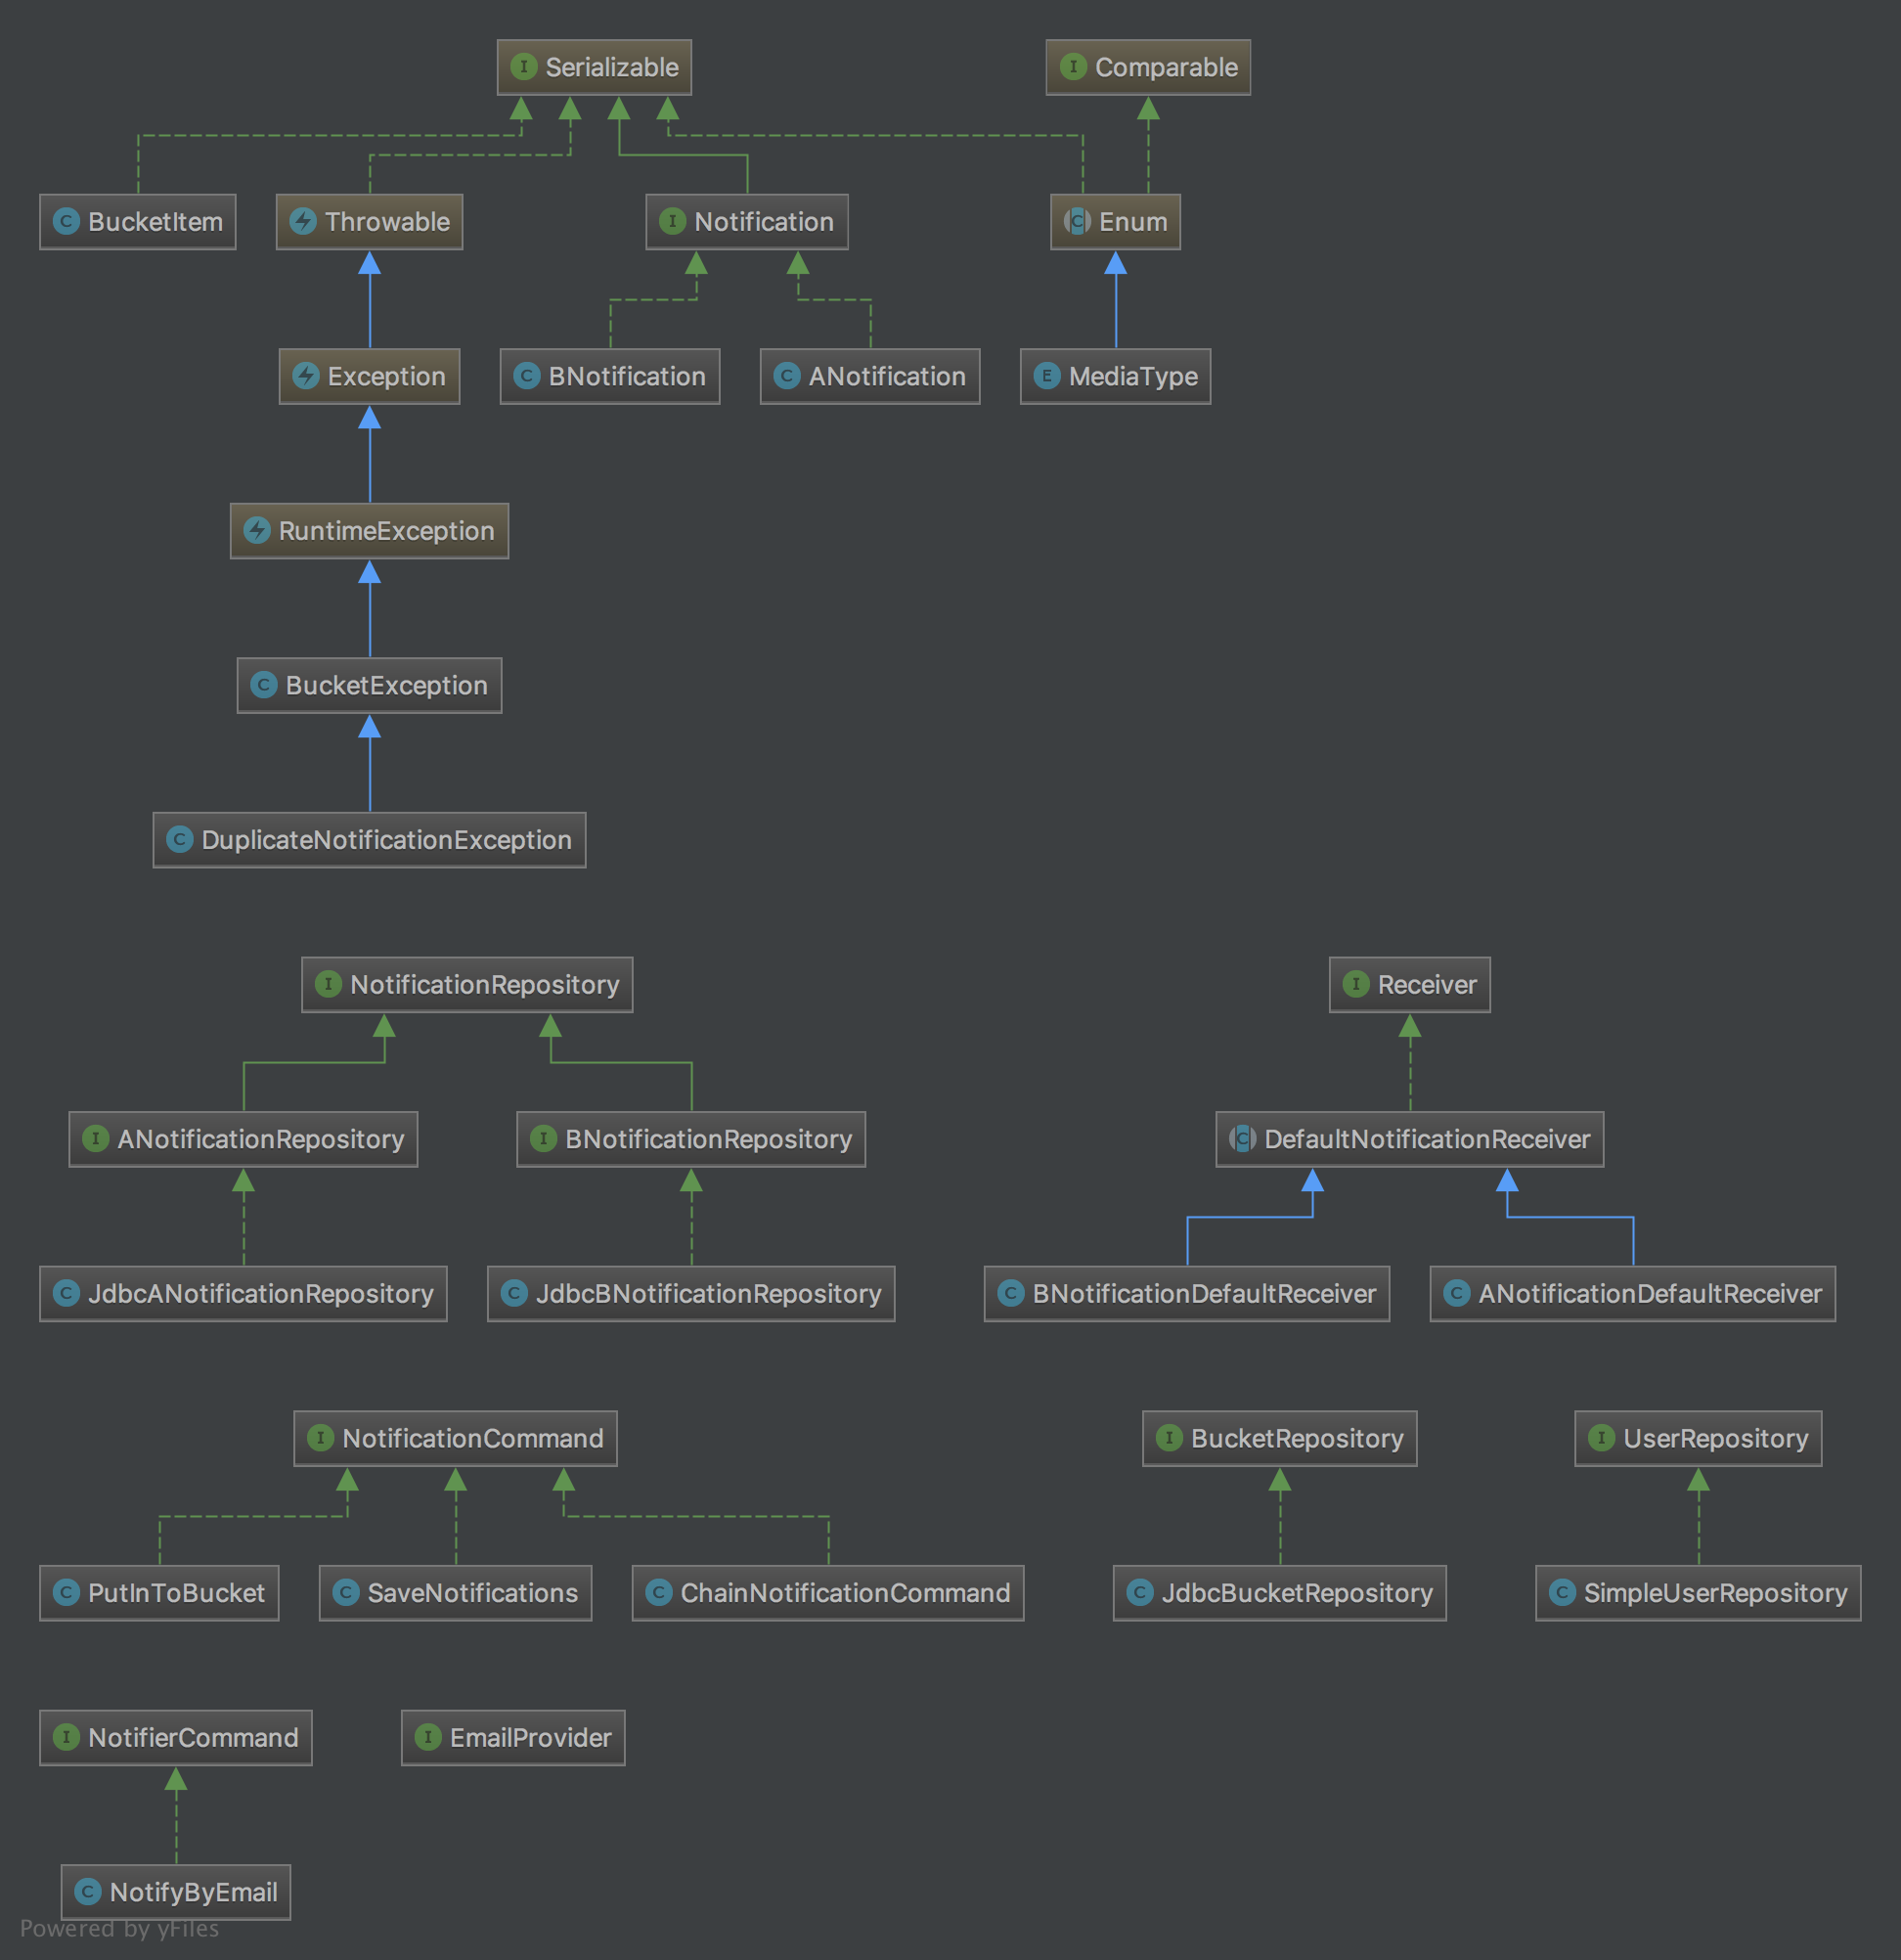 Serializable
Comparable
BucketItem
Throwable
Notification
Enum
Exception
BNotification
ANotification
MediaType
RuntimeException
BucketException
DuplicateNotificationException
NotificationRepository
Receiver
ANotificationRepository
BNotificationRepository
DefaultNotificationReceiver
JdbcANotificationRepository
JdbcBNotificationRepository
BNotificationDefaultReceiver
ANotificationDefaultReceiver
NotificationCommand
BucketRepository
UserRepository
PutInToBucket
SaveNotifications
ChainNotificationCommand
JdbcBucketRepository
SimpleUserRepository
NotifierCommand
EmailProvider
NotifyByEmail
Powered by yFiles